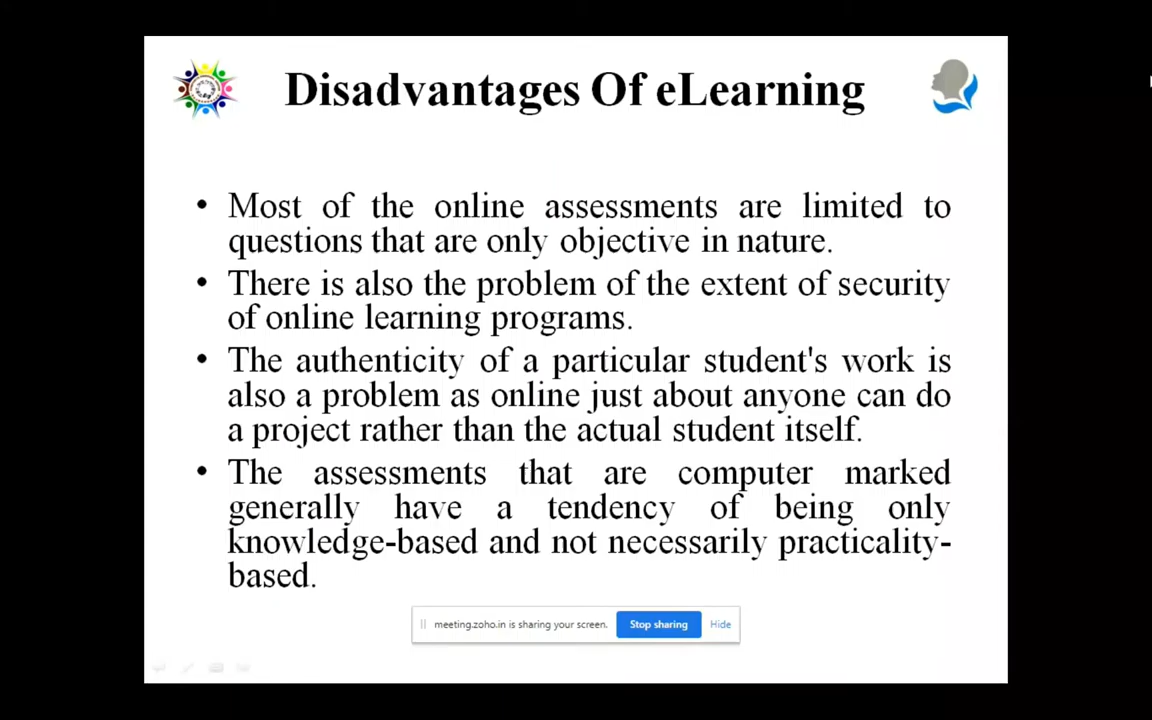 Disadvantages Of eLearning
• Most of the online assessments are limited to
questions that are only objective in nature.
• There is also the problem of the extent of security
of online learning programs.
• The authenticity of a particular student's work is
also a problem as online just about anyone can do
a project rather than the actual student itself.
• The assessments that are computer marked
generally have a tendency of being only
knowledge-based and not necessarily practicality-
based.
meeting.zoho.in is sharing your screen. Stop sharing Hide